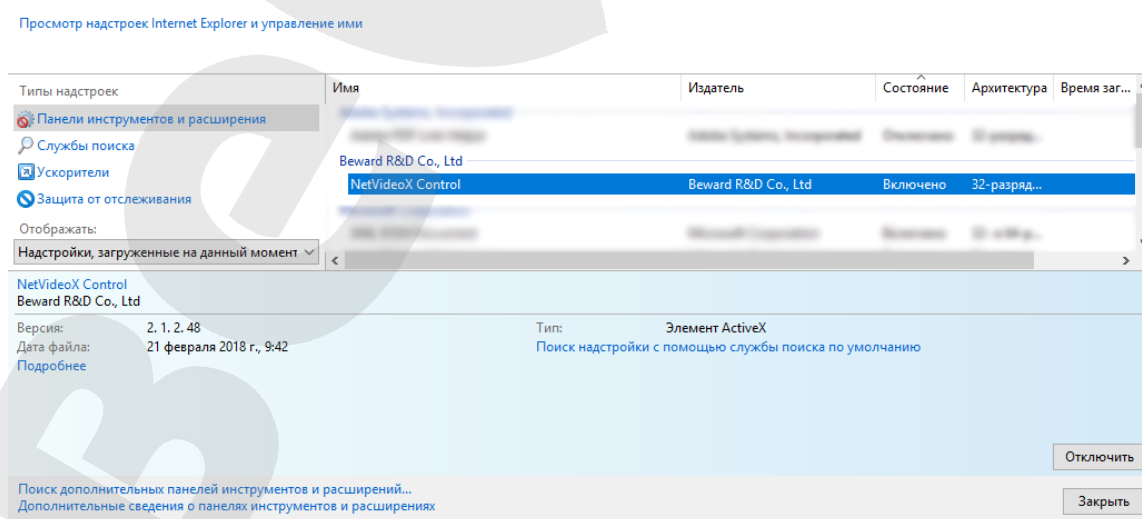 Просмотр надстроек Internet Explorer и управление ими
Типы надстроек
Панели инструментов и расширения
Службы поиска
Ускорители
Защита от отслеживания
Отображать:
Надстройки, загруженные на данный момент
Имя Издатель Состояние Архитектура Время заг...
Beward R&D Co., Ltd
NetVideoX Control Beward R&D Co., Ltd Включено 32-разряд...
NetVideoX Control
Beward R&D Co., Ltd
Версия: 2. 1. 2. 48 Тип: Элемент ActiveX
Дата файла: 21 февраля 2018 г., 9:42 Поиск надстройки с помощью службы поиска по умолчанию
Подробнее
Отключить
Поиск дополнительных панелей инструментов и расширений...
Дополнительные сведения о панелях инструментов и расширениях
Закрыть